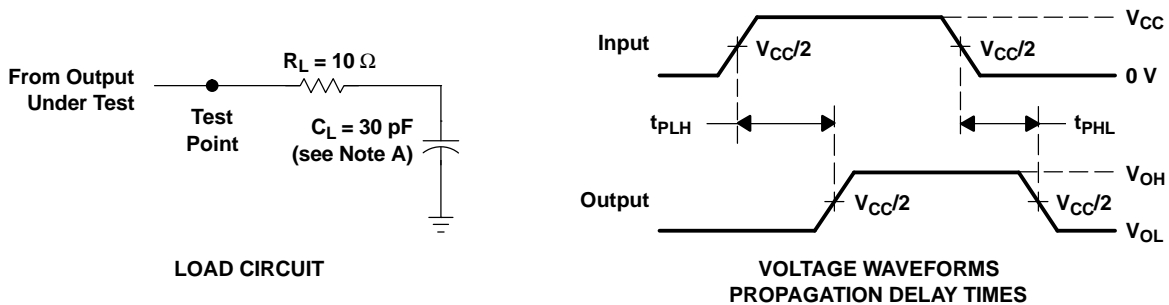 From Output
Under Test
Test
Point
R_L = 10 Ω
C_L = 30 pF
(see Note A)
LOAD CIRCUIT
Input
V_CC/2
V_CC/2
V_CC
0 V
t_PLH
t_PHL
Output
V_CC/2
V_CC/2
V_OH
V_OL
VOLTAGE WAVEFORMS
PROPAGATION DELAY TIMES